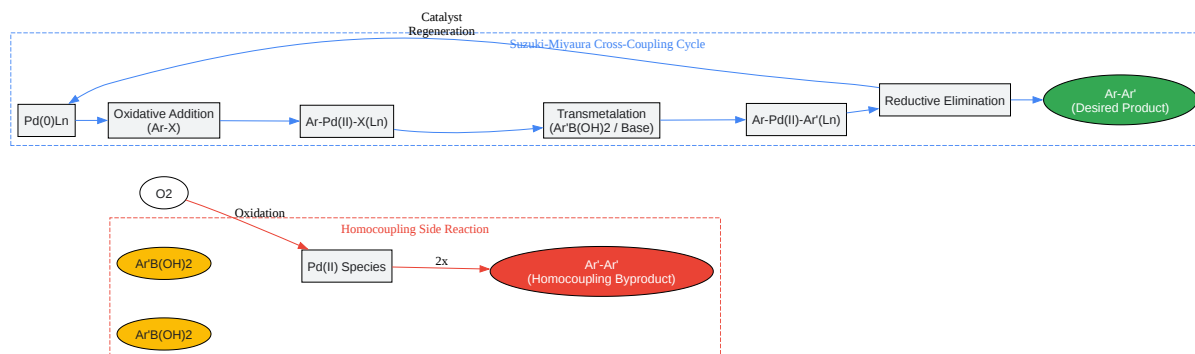 Catalyst
Regeneration
Suzuki-Miyaura Cross-Coupling Cycle
Pd(0)Ln
Oxidative Addition
(Ar-X)
Ar-Pd(II)-X(Ln)
Transmetalation
(Ar'B(OH)2 / Base)
Ar-Pd(II)-Ar'(Ln)
Reductive Elimination
Ar-Ar'
(Desired Product)
O2
Oxidation
Homocoupling Side Reaction
Ar'B(OH)2
Pd(II) Species
2x
Ar'-Ar'
(Homocoupling Byproduct)
Ar'B(OH)2